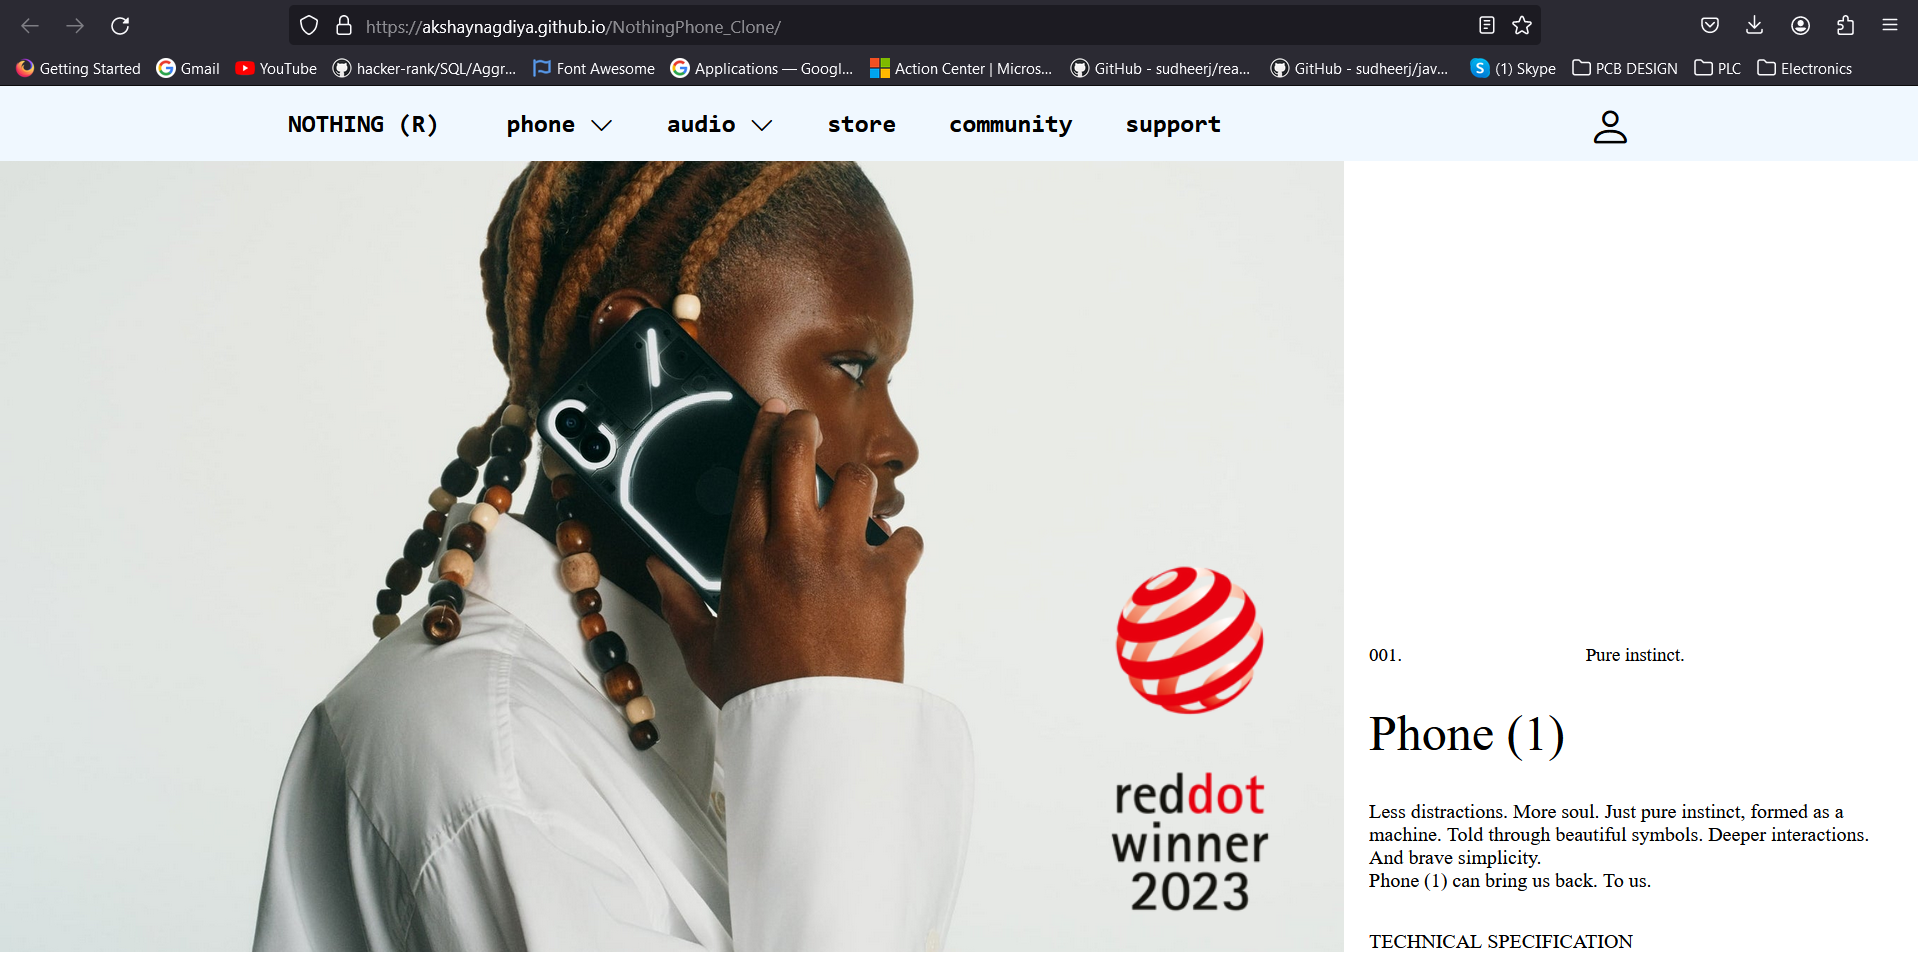 https://akshaynagdiya.github.io/NothingPhone_Clone/
Getting Started Gmail YouTube hacker-rank/SQL/Aggr... Font Awesome Applications — Googl... Action Center | Micros... GitHub - sudheerj/rea... GitHub - sudheerj/jav... (1) Skype PCB DESIGN PLC Electronics
NOTHING (R) phone audio store community support
reddot
winner
2023
001. Pure instinct.
Phone (1)
Less distractions. More soul. Just pure instinct, formed as a
machine. Told through beautiful symbols. Deeper interactions.
And brave simplicity.
Phone (1) can bring us back. To us.
TECHNICAL SPECIFICATION